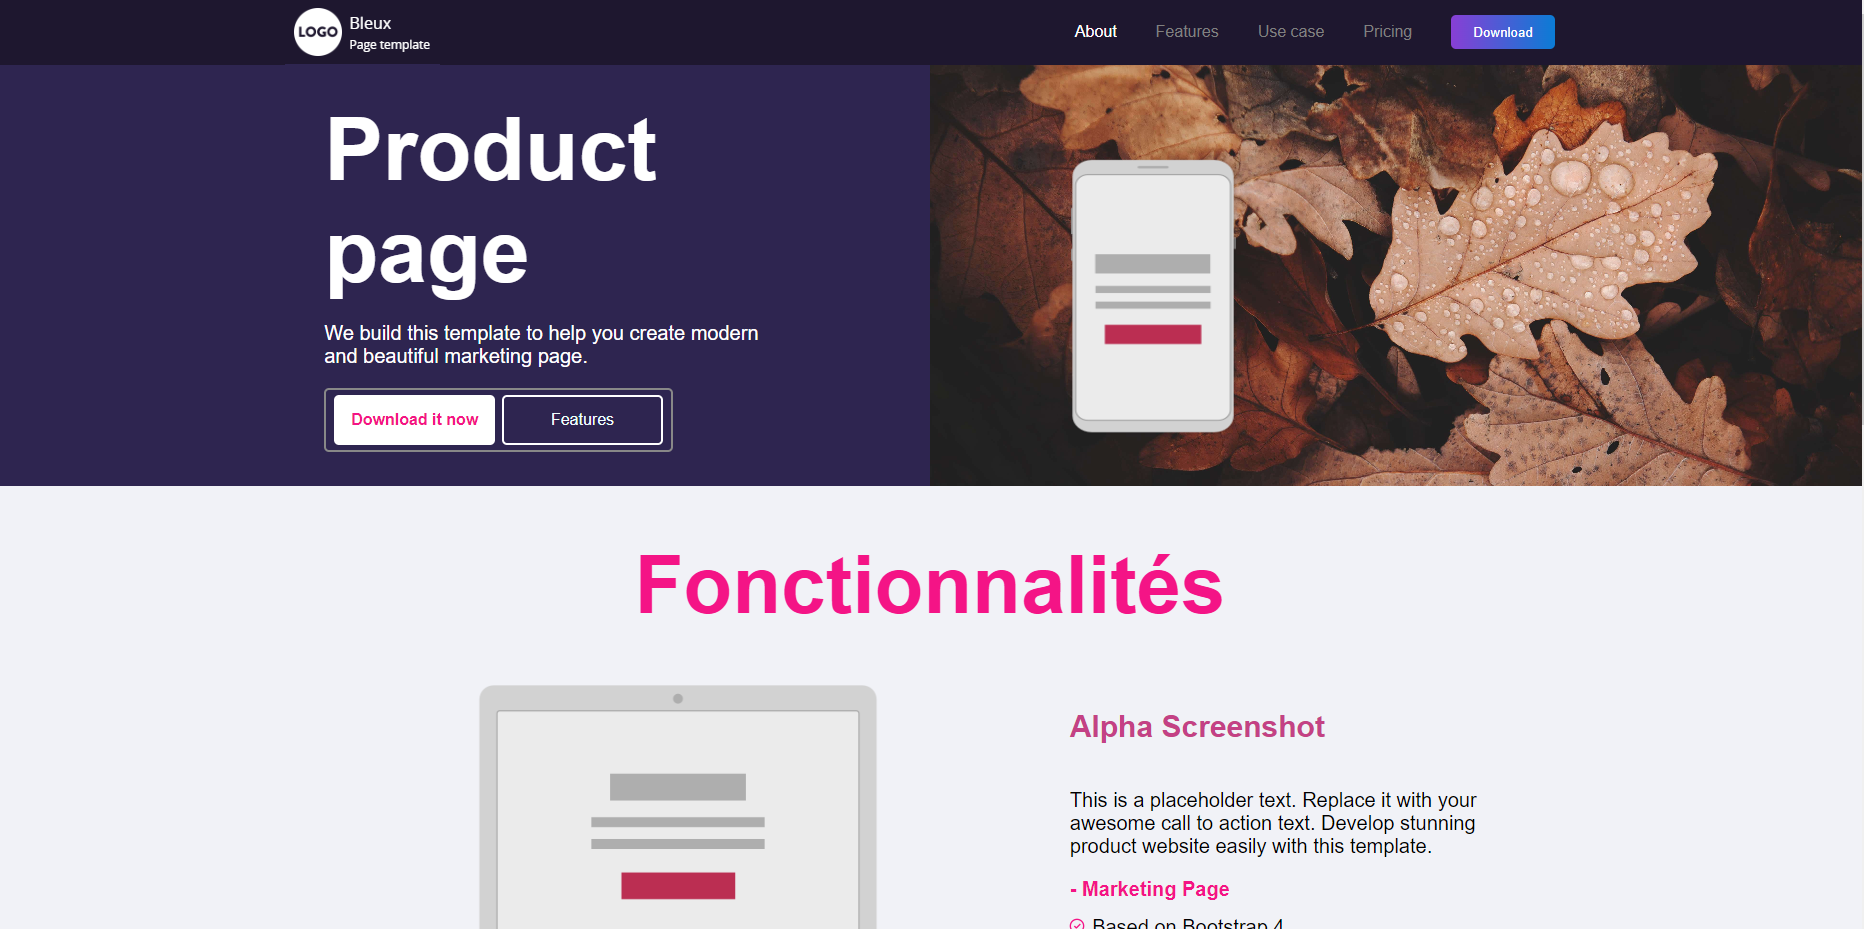 LOGO
Bleux
Page template
About
Features
Use case
Pricing
Download
Product
page
We build this template to help you create modern
and beautiful marketing page.
Download it now
Features
Fonctionnalités
Alpha Screenshot
This is a placeholder text. Replace it with your
awesome call to action text. Develop stunning
product website easily with this template.
- Marketing Page
Based on Bootstrap 4